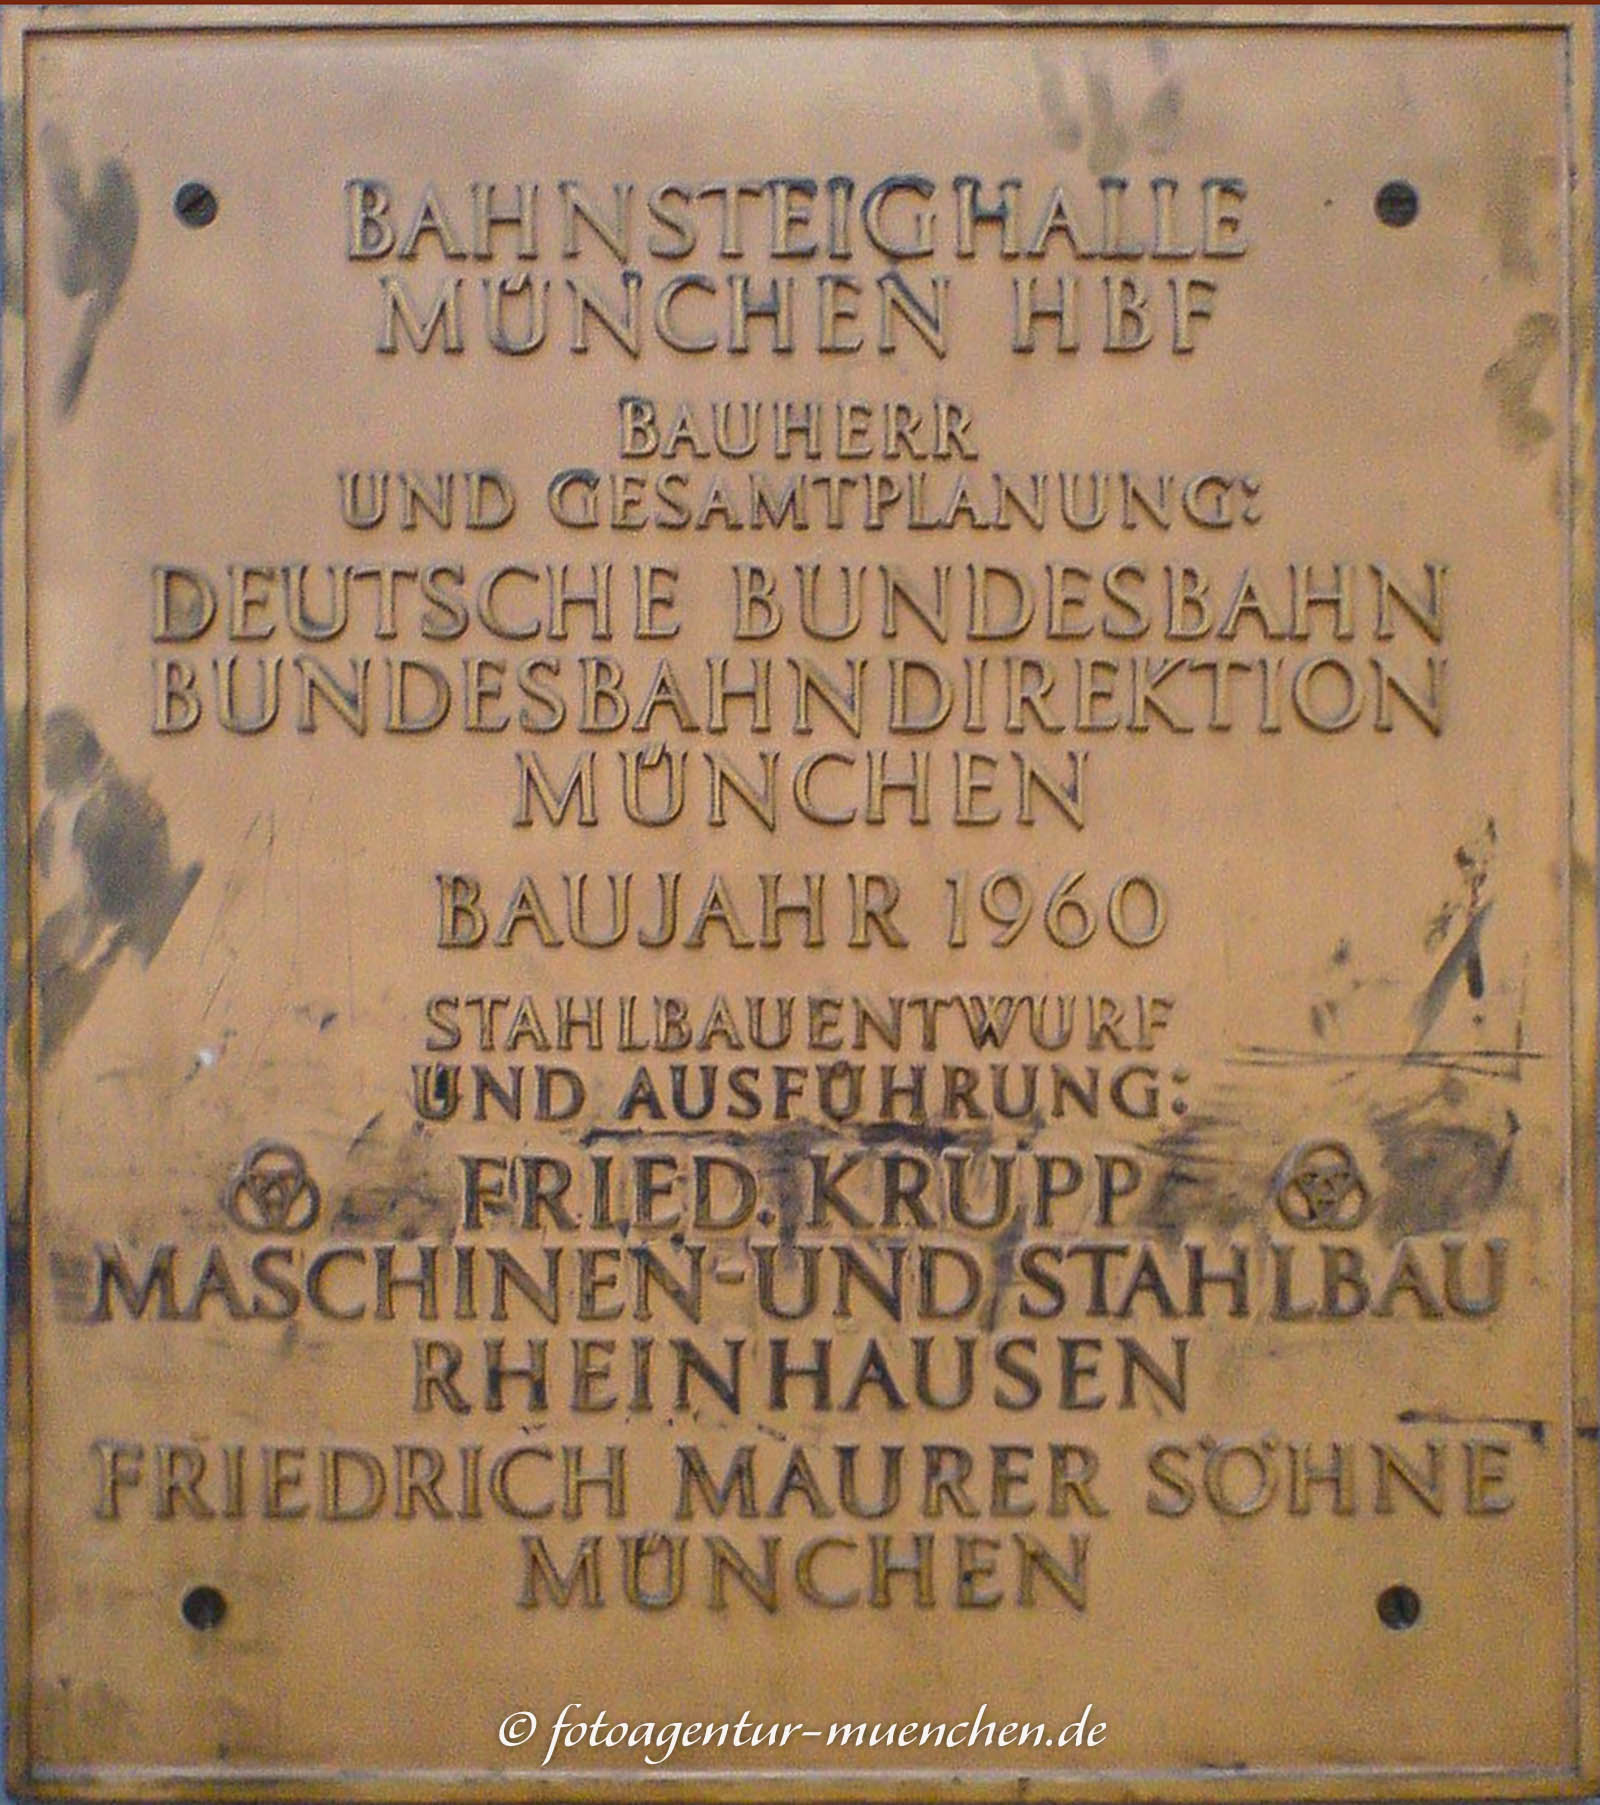 BAHNSTEIGHALLE
MÜNCHEN HBF
BAUHERR
UND GESAMTPLANUNG:
DEUTSCHE BUNDESBAHN
BUNDESBAHNDIREKTION
MÜNCHEN
BAUJAHR 1960
STAHLBAUENTWURF
UND AUSFÜHRUNG:
FRIED. KRUPP
MASCHINEN-UND STAHLBAU
RHEINHAUSEN
FRIEDRICH MAURER SÖHNE
MÜNCHEN
© fotoagentur-muenchen.de